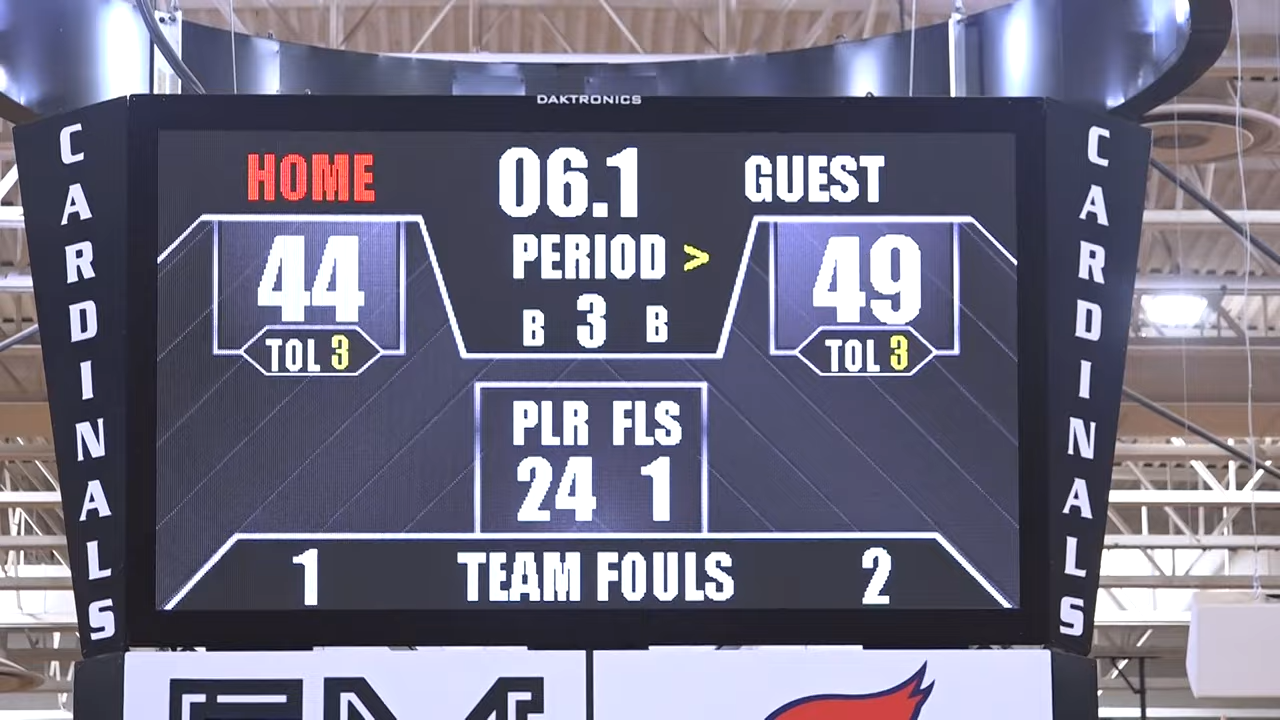 DAKTRONICS
CARDINALS
HOME 06.1 GUEST
44 PERIOD > 49
B 3 B
TOL 3 TOL 3
PLR FLS
24 1
1 TEAM FOULS 2
CARDINALS